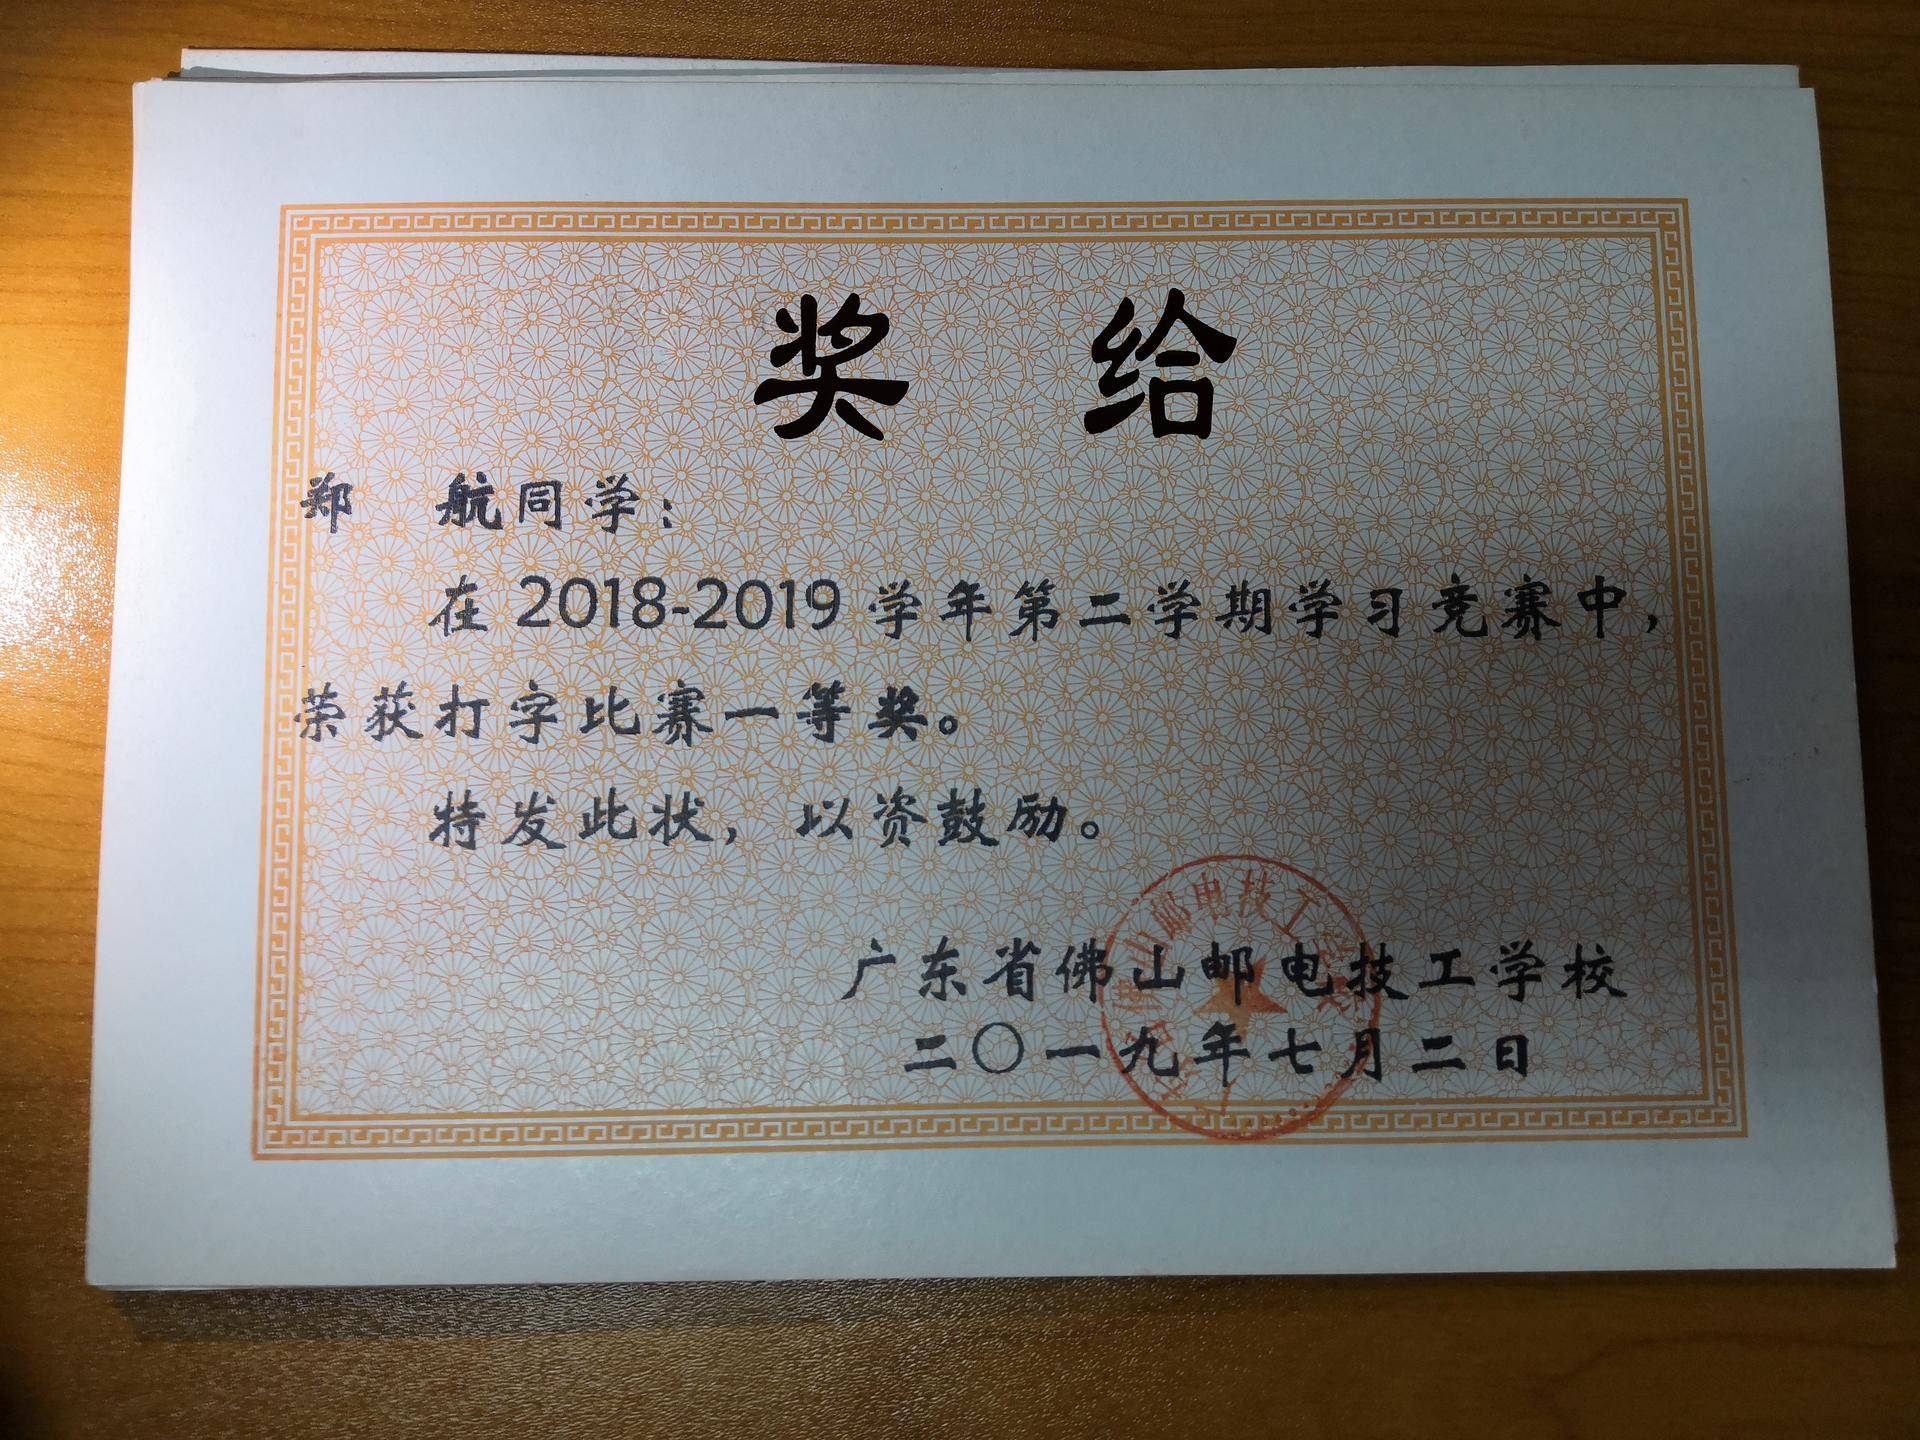 奖 给
郑 航同学：
在 2018-2019 学年第二学期学习竞赛中，
荣获打字比赛一等奖。
特发此状，以资鼓励。
广东省佛山邮电技工学校
二〇一九年七月二日
佛山邮电技工学校